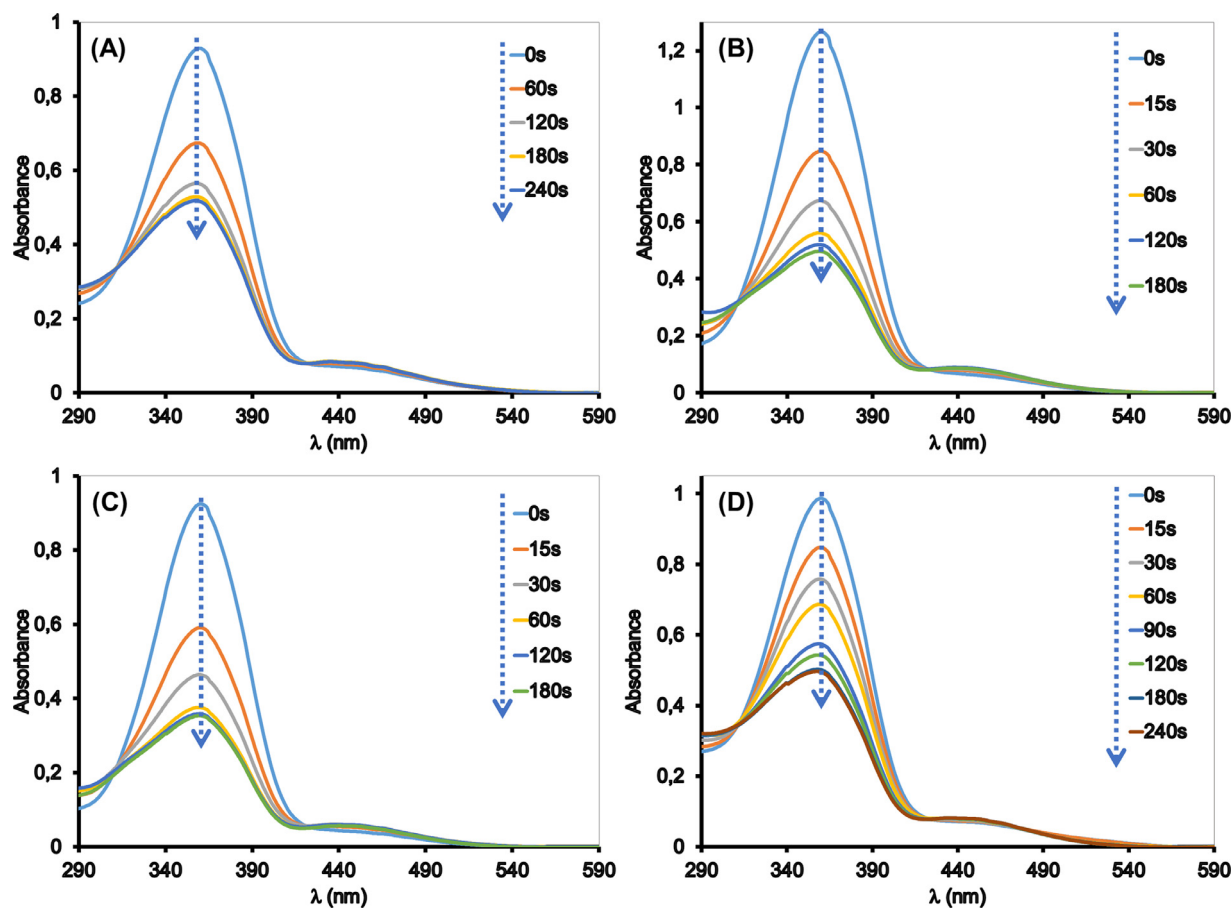 (A)
1
0,8
0,6
0,4
0,2
0
Absorbance
290 340 390 440 490 540 590
λ (nm)
0s
60s
120s
180s
240s
(B)
1,2
1
0,8
0,6
0,4
0,2
0
Absorbance
290 340 390 440 490 540 590
λ (nm)
0s
15s
30s
60s
120s
180s
(C)
1
0,8
0,6
0,4
0,2
0
Absorbance
290 340 390 440 490 540 590
λ (nm)
0s
15s
30s
60s
120s
180s
(D)
1
0,8
0,6
0,4
0,2
0
Absorbance
290 340 390 440 490 540 590
λ (nm)
0s
15s
30s
60s
90s
120s
180s
240s